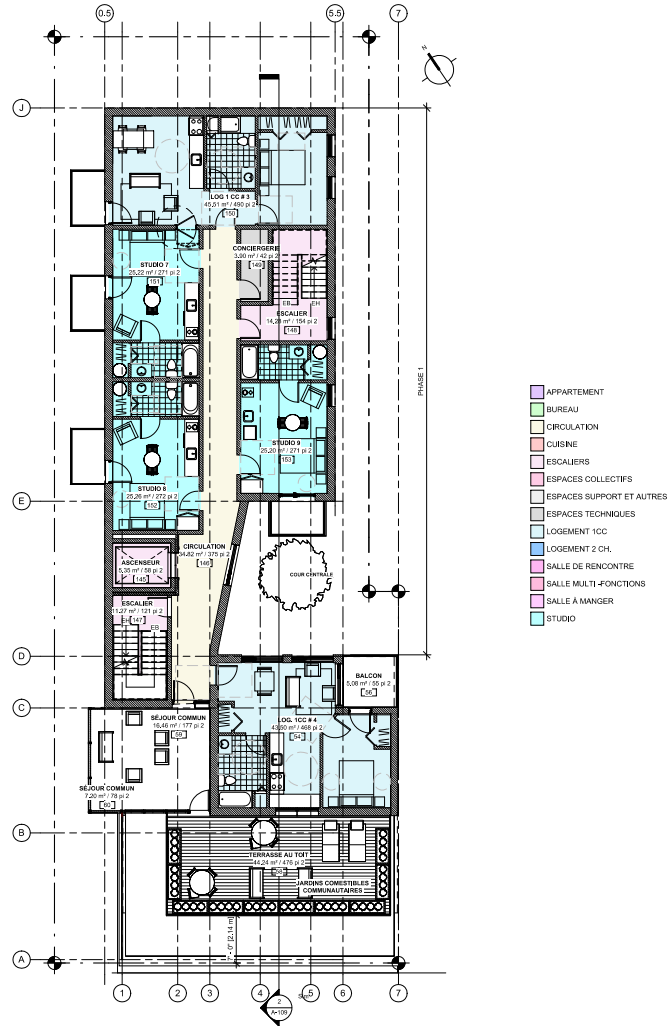 0.5
5.5
7
N
J
LOG 1 CC # 3
45,51 m² / 490 pi 2
150
CONCIERGERIE
3.90 m² / 42 pi 2
149
STUDIO 7
25,22 m² / 271 pi 2
151
EB
EH
ESCALIER
14,28 m² / 154 pi 2
148
PHASE 1
APPARTEMENT
BUREAU
CIRCULATION
CUISINE
ESCALIERS
ESPACES COLLECTIFS
ESPACES SUPPORT ET AUTRES
ESPACES TECHNIQUES
LOGEMENT 1CC
LOGEMENT 2 CH.
SALLE DE RENCONTRE
SALLE MULTI -FONCTIONS
SALLE À MANGER
STUDIO
STUDIO 9
25,20 m² / 271 pi 2
153
STUDIO 8
25,26 m² / 272 pi 2
152
E
CIRCULATION
34.82 m² / 375 pi 2
146
ASCENSEUR
5,35 m² / 58 pi 2
145
COUR CENTRALE
ESCALIER
11,27 m² / 121 pi 2
147
EH
EB
D
BALCON
5,08 m² / 55 pi 2
56
C
SÉJOUR COMMUN
16,46 m² / 177 pi 2
59
LOG. 1CC # 4
43,50 m² / 468 pi 2
54
SÉJOUR COMMUN
7.20 m² / 78 pi 2
60
B
TERRASSE AU TOIT
44,24 m² / 476 pi 2
58
JARDINS COMESTIBLES
COMMUNAUTAIRES
7' - 0" [2.14 m]
A
1
2
3
4
5
6
7
2
A-109